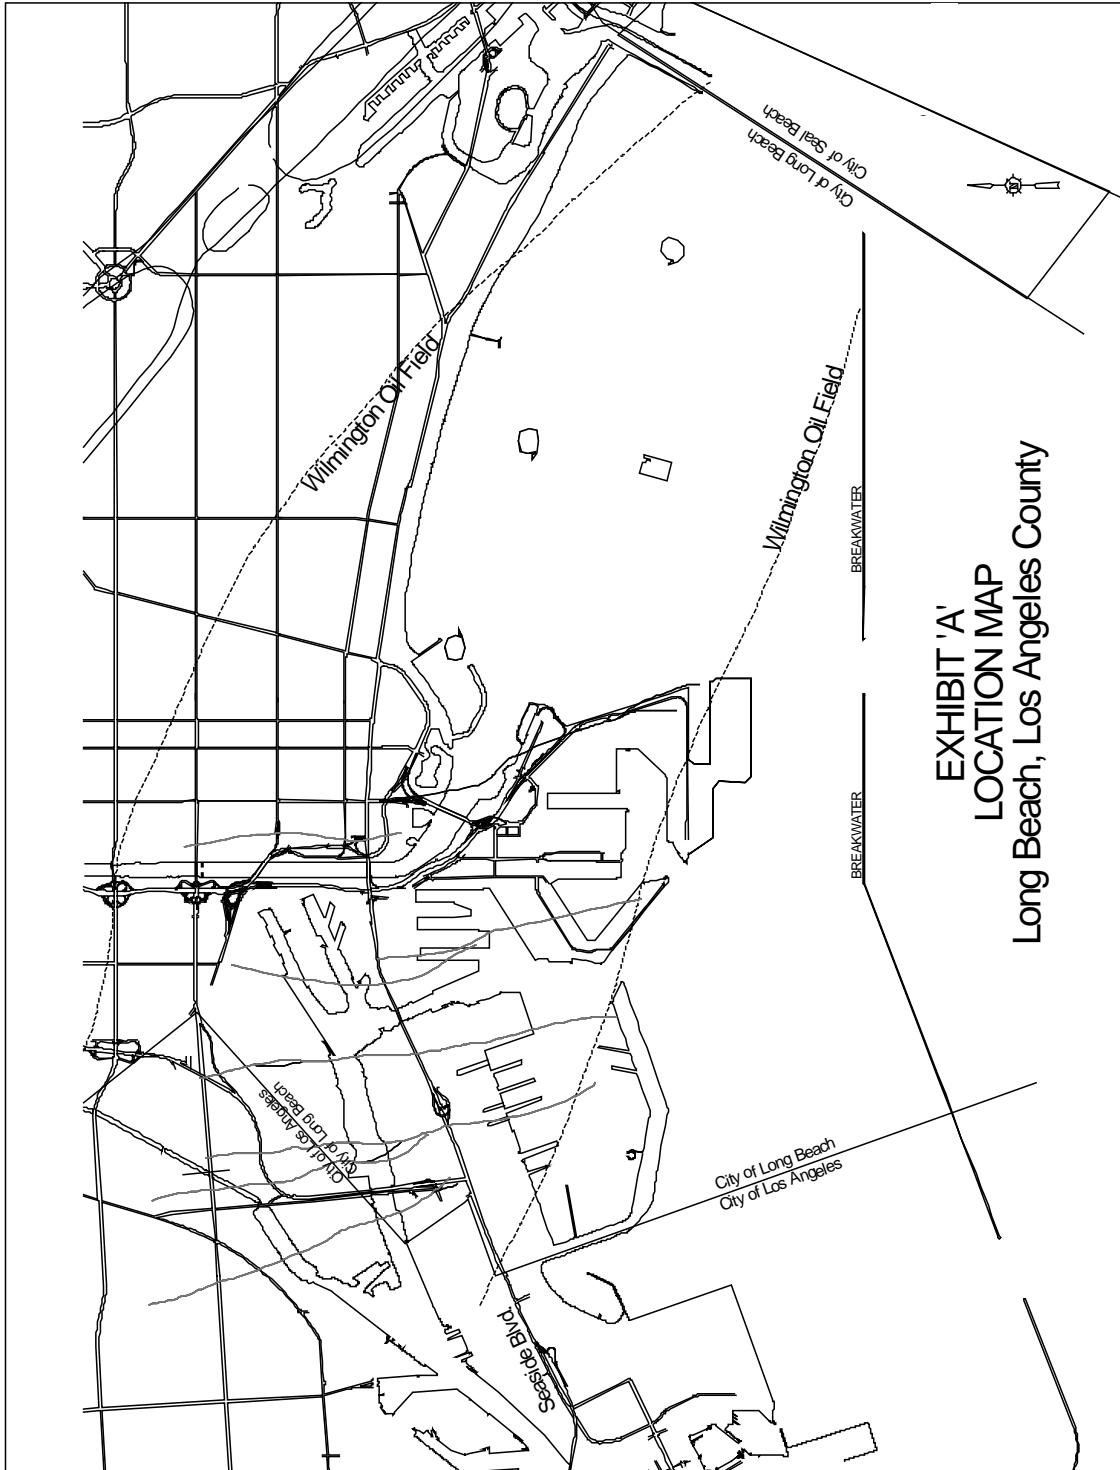 EXHIBIT 'A'
LOCATION MAP
Long Beach, Los Angeles County
Wilmington Oil Field
Wilmington Oil Field
BREAKWATER
BREAKWATER
City of Seal Beach
City of Long Beach
City of Los Angeles
City of Long Beach
City of Long Beach
City of Los Angeles
Seaside Blvd.
N